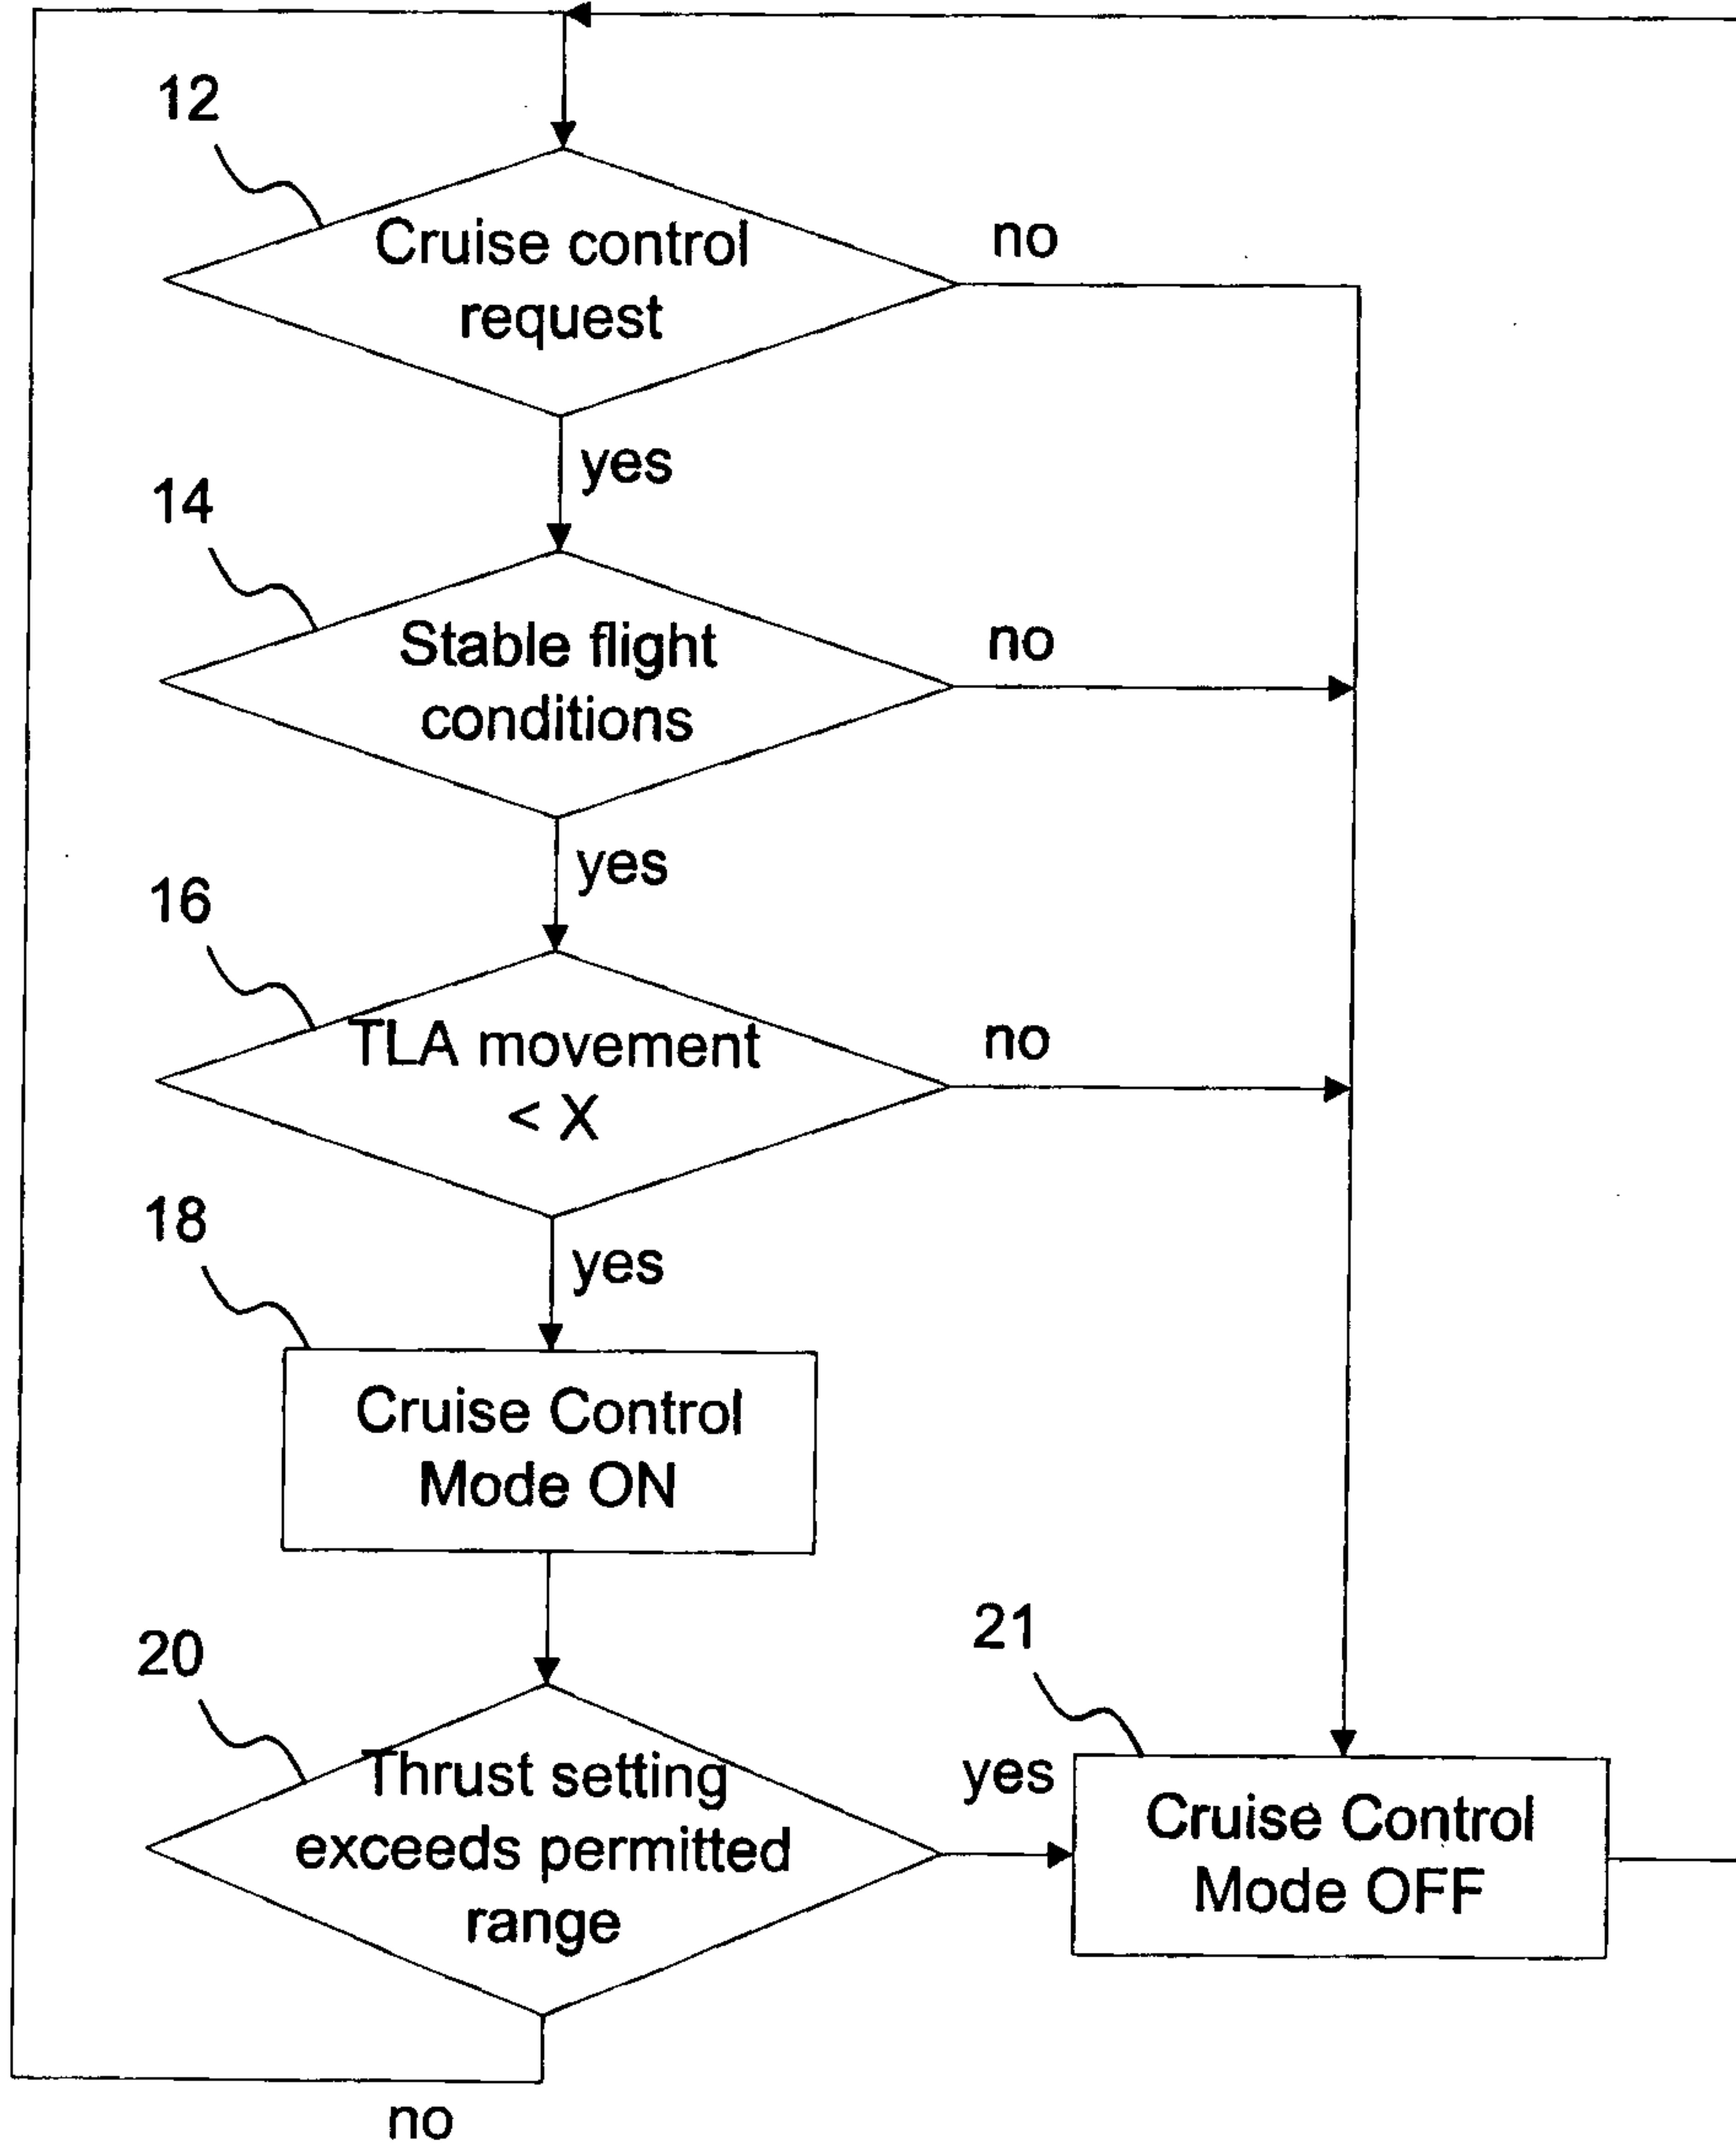 12
Cruise control
request
no
yes
14
Stable flight
conditions
no
yes
16
TLA movement
< X
no
yes
18
Cruise Control
Mode ON
20
Thrust setting
exceeds permitted
range
yes
21
Cruise Control
Mode OFF
no